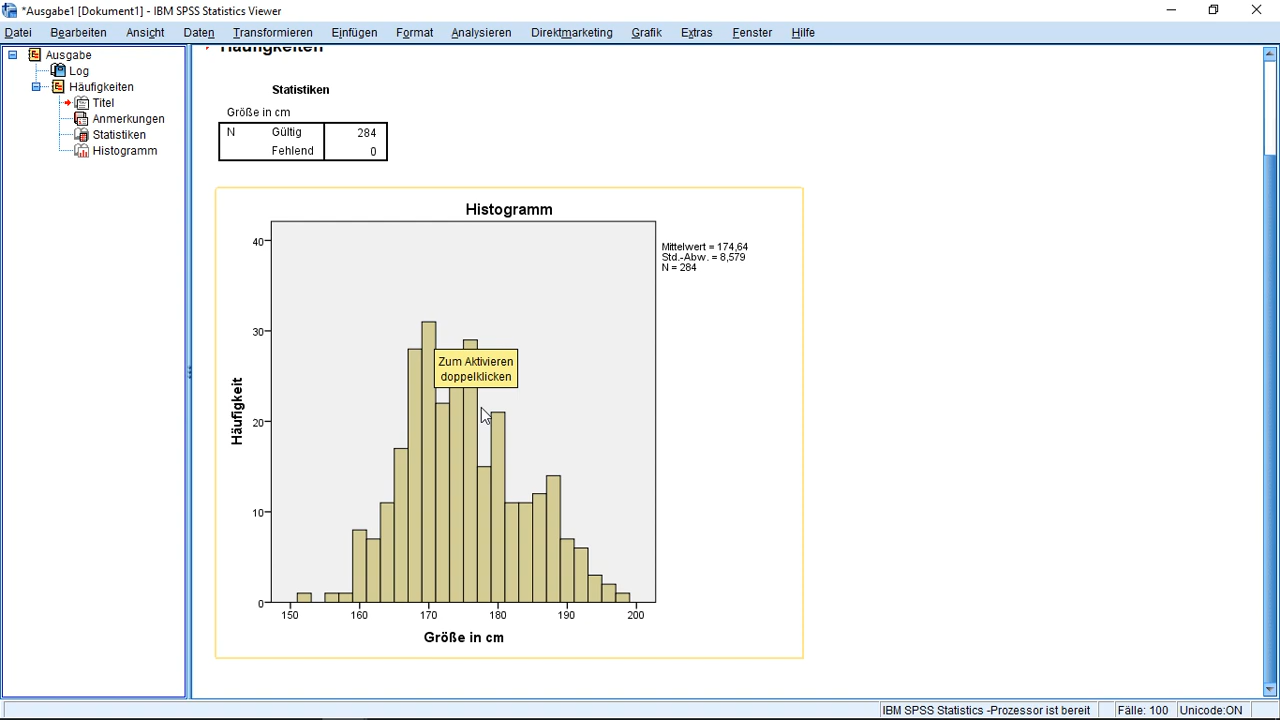 *Ausgabe1 [Dokument1] - IBM SPSS Statistics Viewer
Datei Bearbeiten Ansicht Daten Transformieren Einfügen Format Analysieren Direktmarketing Grafik Extras Fenster Hilfe
Ausgabe
Log
Häufigkeiten
Titel
Anmerkungen
Statistiken
Histogramm
Häufigkeiten
Statistiken
Größe in cm
N Gültig 284
Fehlend 0
Histogramm
Mittelwert = 174,64
Std.-Abw. = 8,579
N = 284
40
30
20
10
0
Häufigkeit
Zum Aktivieren
doppelklicken
150 160 170 180 190 200
Größe in cm
IBM SPSS Statistics -Prozessor ist bereit Fälle: 100 Unicode:ON